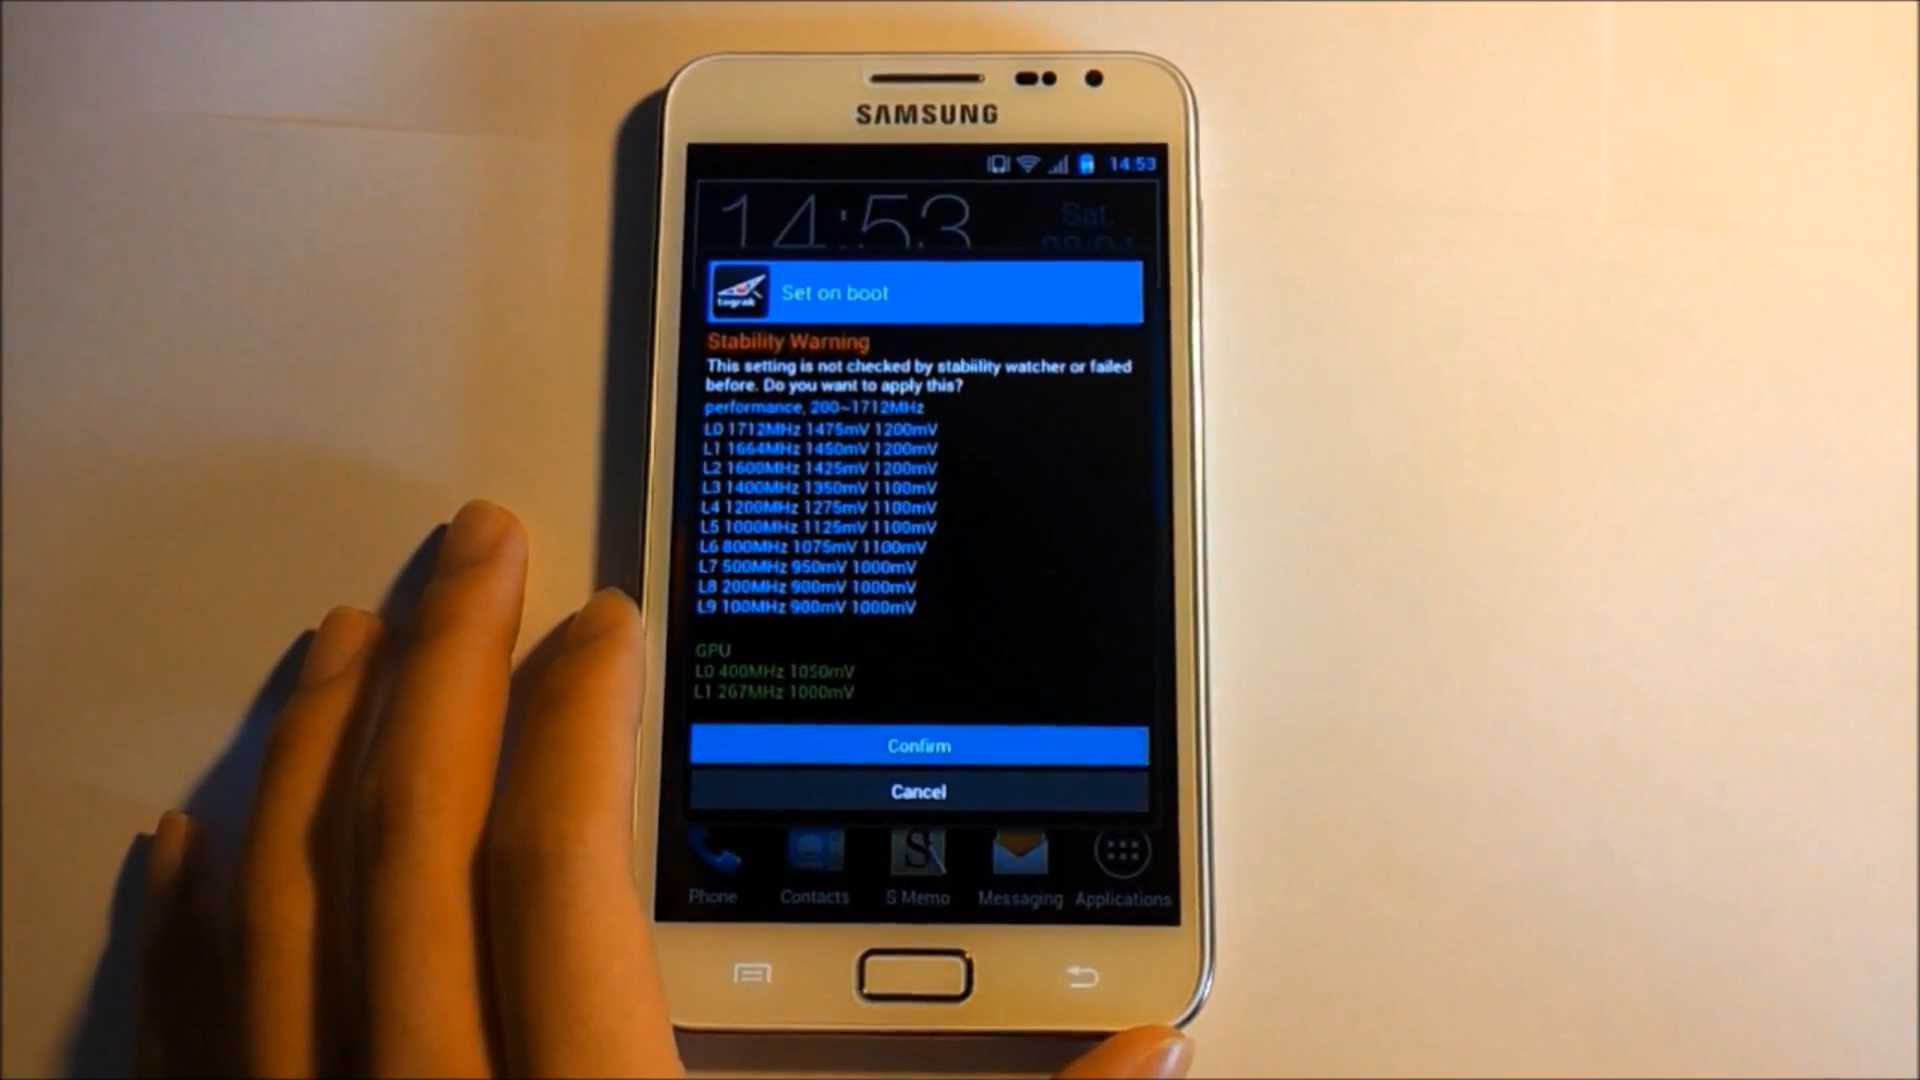 SAMSUNG
14:53
14:53
Sat,
tegrak
Set on boot
Stability Warning
This setting is not checked by stabiility watcher or failed
before. Do you want to apply this?
performance, 200~1712MHz
L0 1712MHz 1475mV 1200mV
L1 1664MHz 1450mV 1200mV
L2 1600MHz 1425mV 1200mV
L3 1400MHz 1350mV 1100mV
L4 1200MHz 1275mV 1100mV
L5 1000MHz 1125mV 1100mV
L6 800MHz 1075mV 1100mV
L7 500MHz 950mV 1000mV
L8 200MHz 900mV 1000mV
L9 100MHz 900mV 1000mV
GPU
L0 400MHz 1050mV
L1 267MHz 1000mV
Confirm
Cancel
S
Phone Contacts S Memo Messaging Applications